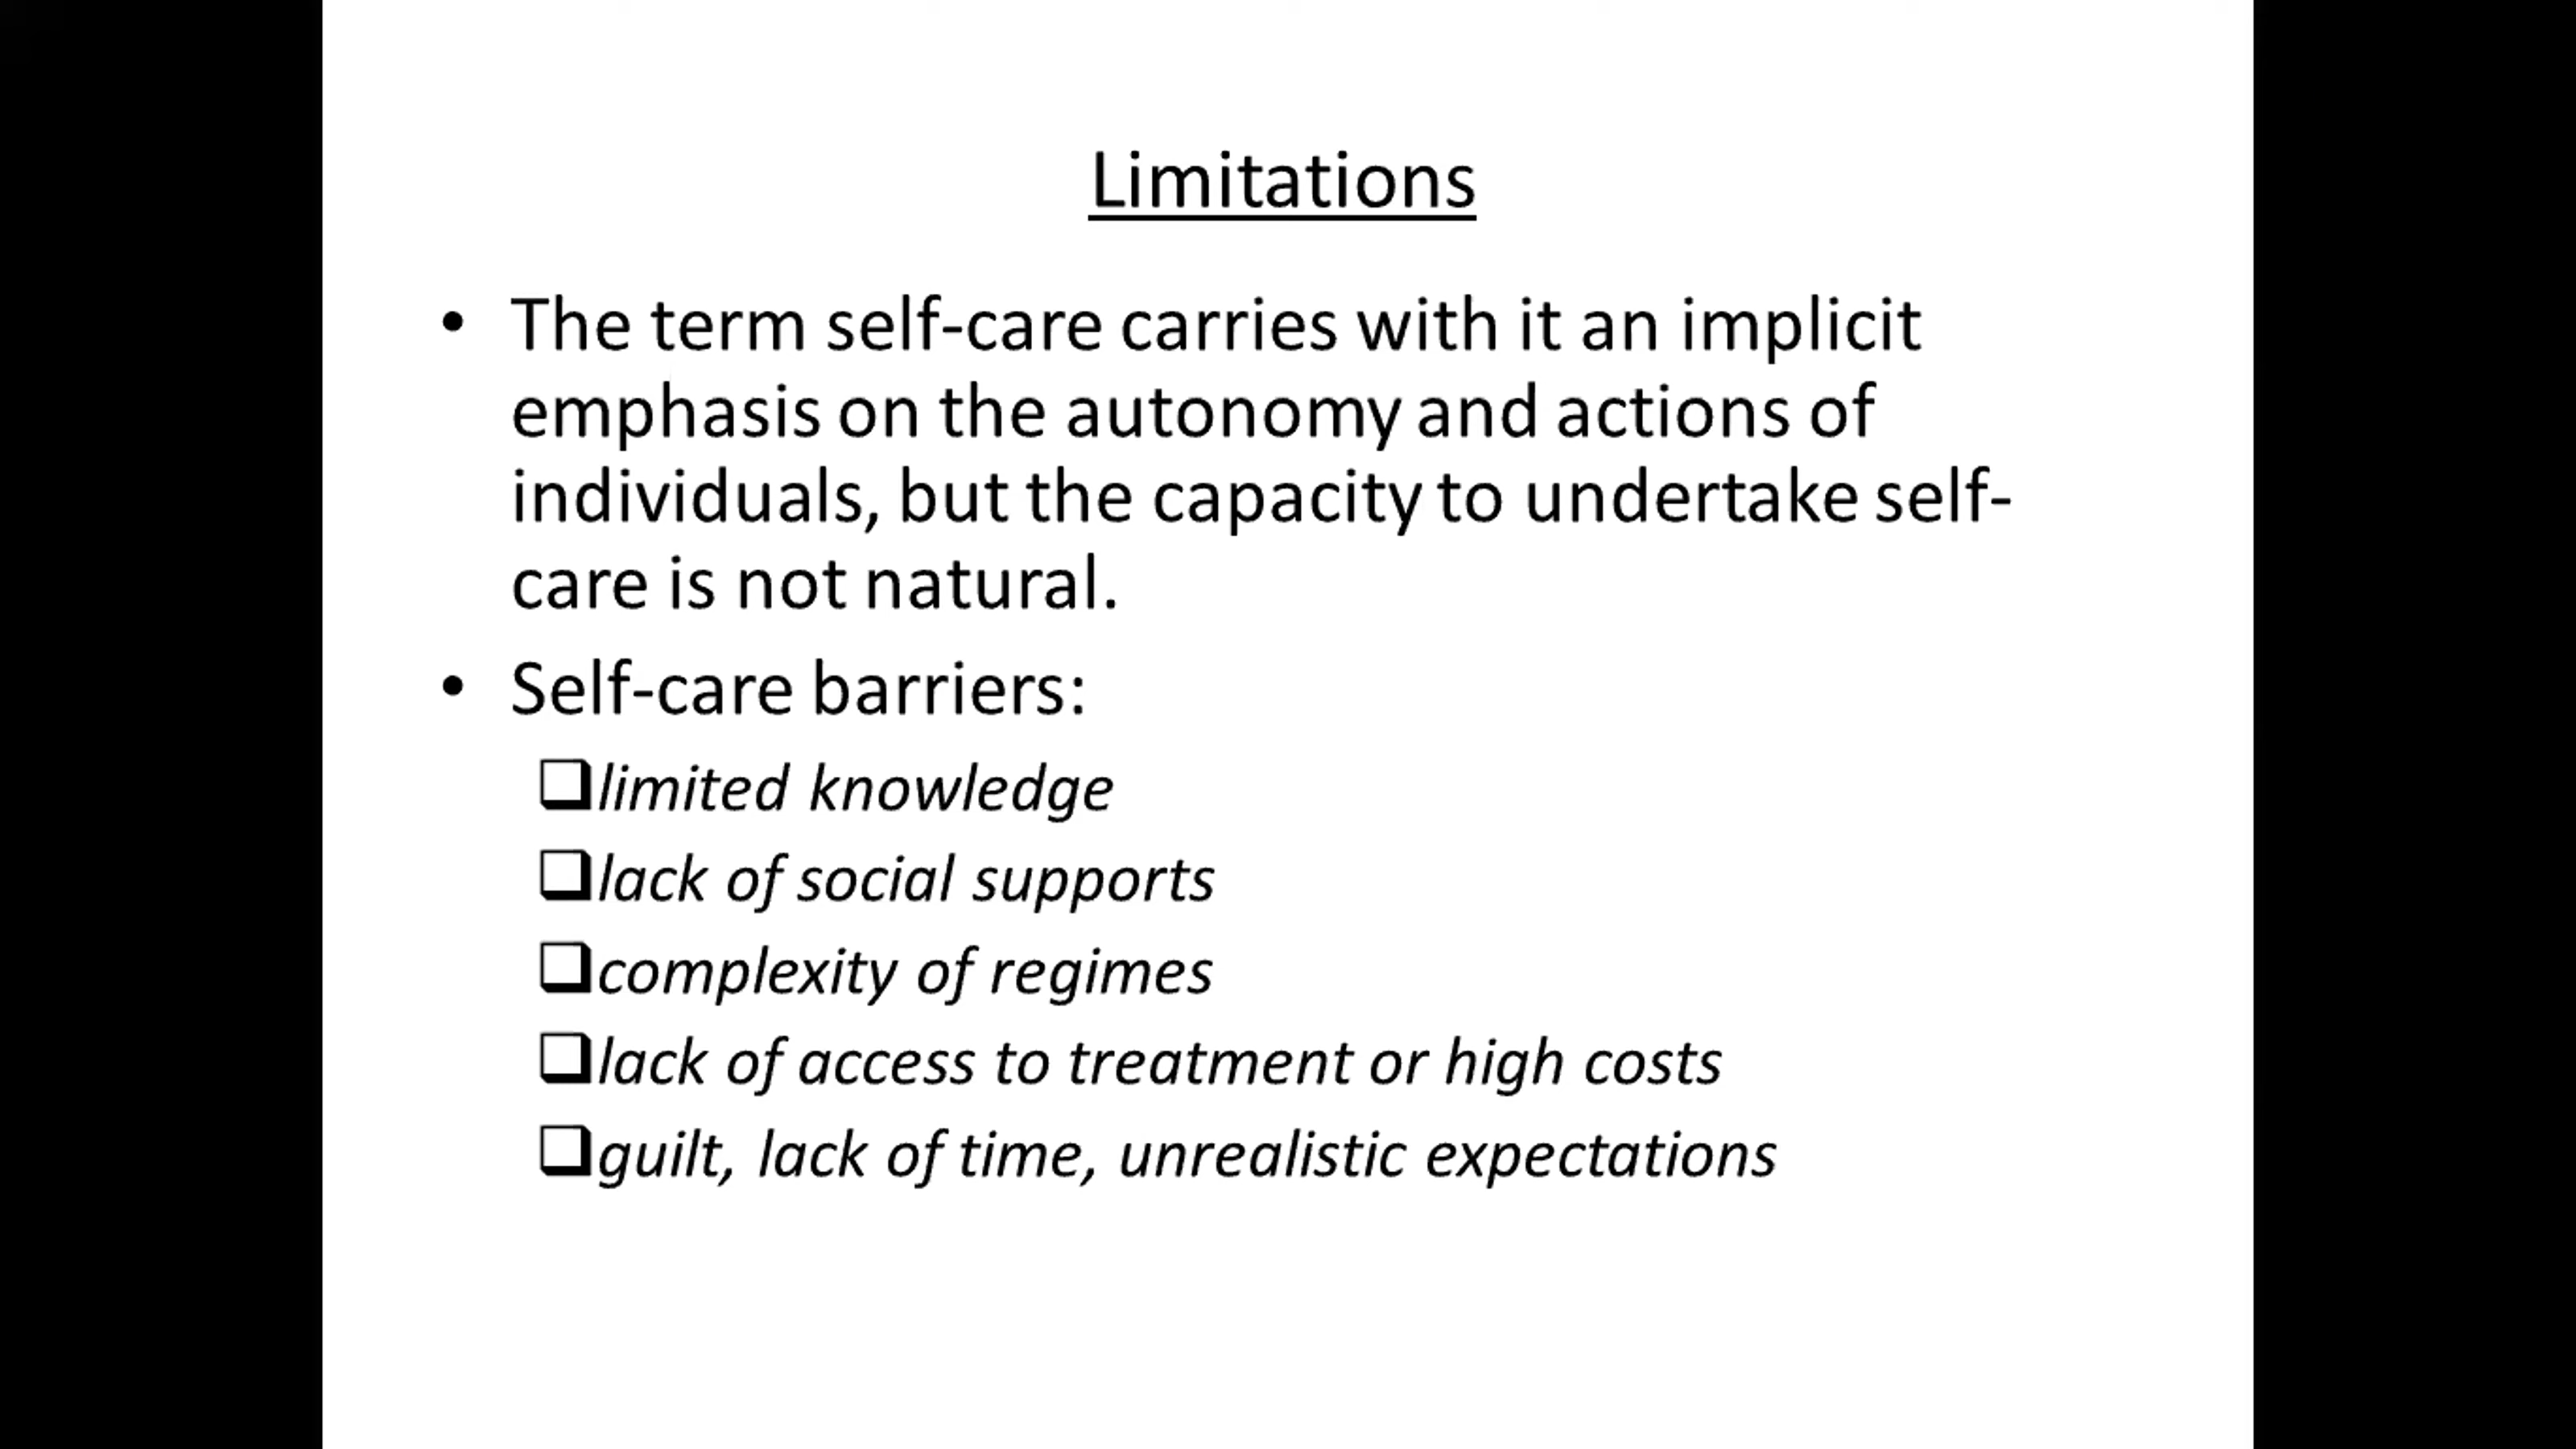 Limitations
• The term self-care carries with it an implicit
emphasis on the autonomy and actions of
individuals, but the capacity to undertake self-
care is not natural.
• Self-care barriers:
❑limited knowledge
❑lack of social supports
❑complexity of regimes
❑lack of access to treatment or high costs
❑guilt, lack of time, unrealistic expectations